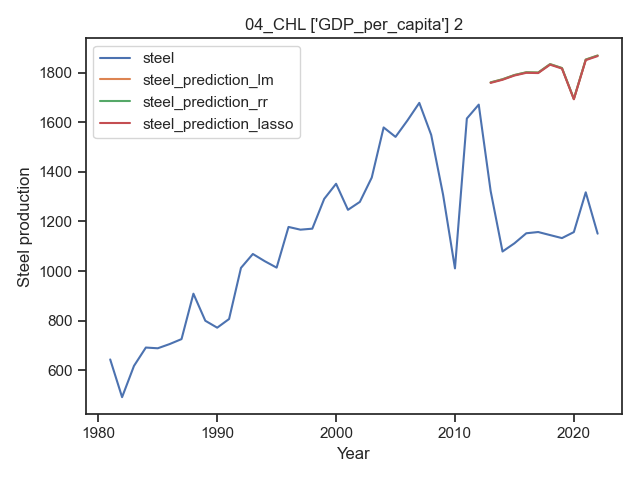 04_CHL ['GDP_per_capita'] 2
steel
steel_prediction_lm
steel_prediction_rr
steel_prediction_lasso
Steel production
1800
1600
1400
1200
1000
800
600
1980
1990
2000
2010
2020
Year